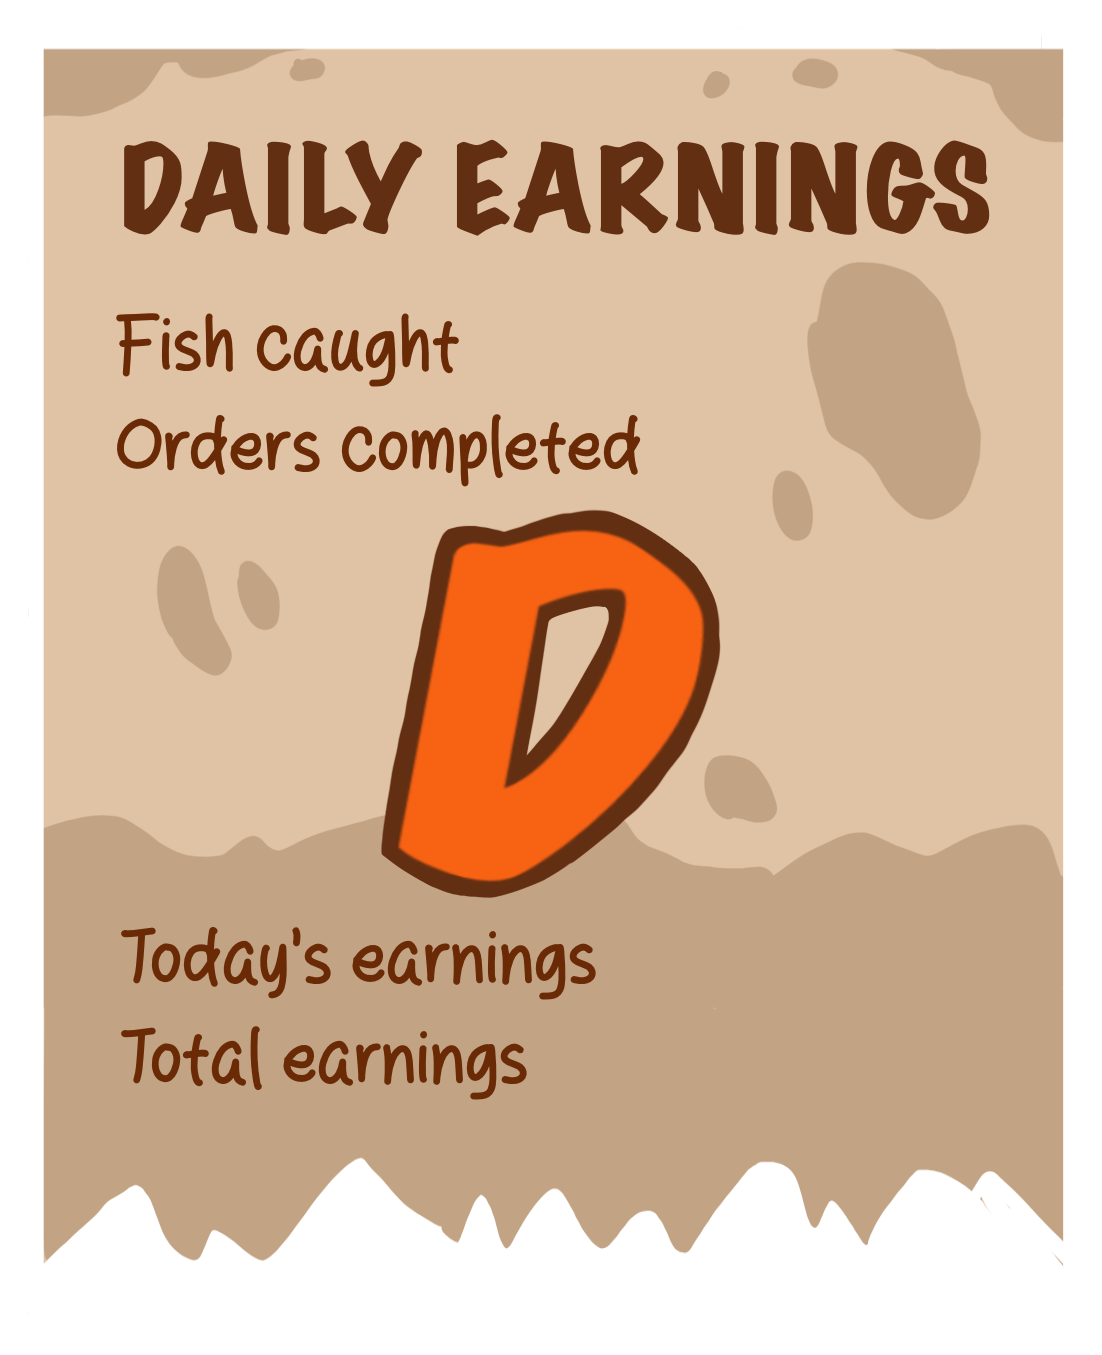 DAILY EARNINGS
Fish caught
Orders completed
D
Today's earnings
Total earnings